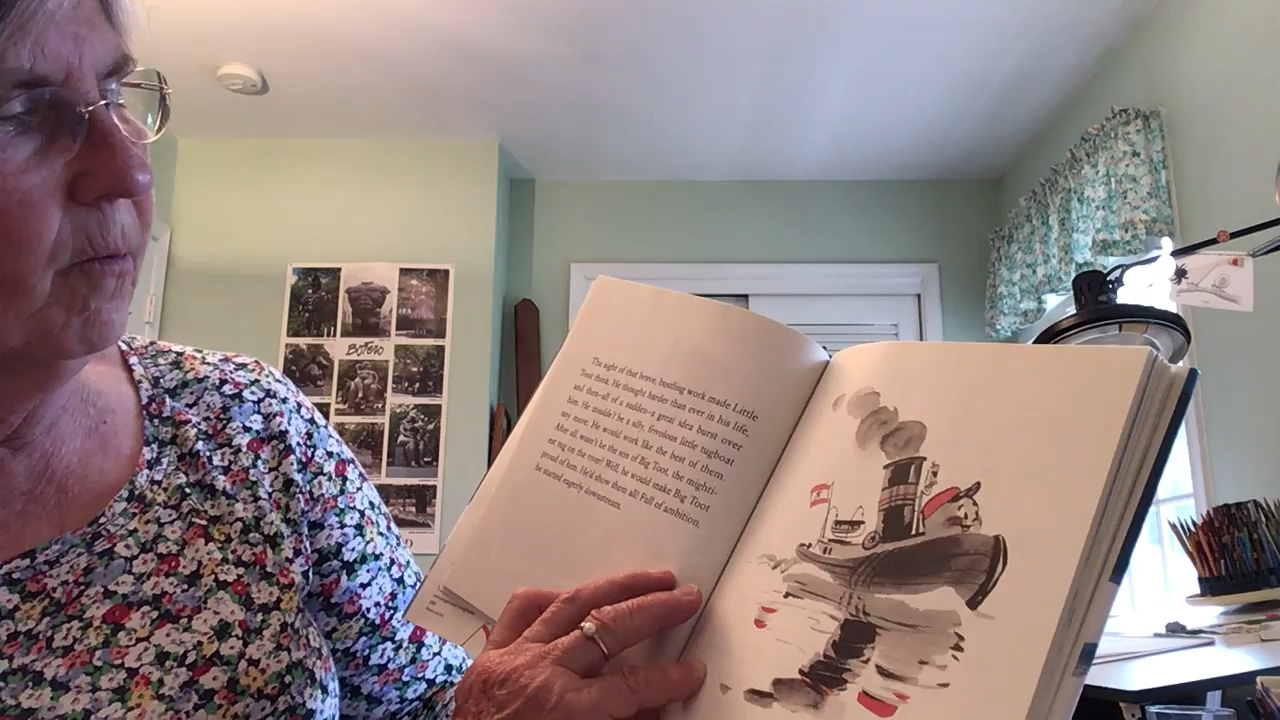 BOTERO
The sight of that brave, bustling work made Little
Toot think. He thought harder than ever in his life,
and then—all of a sudden—a great idea burst over
him. He wouldn't be a silly, frivolous little tugboat
any more. He would work like the best of them.
After all, wasn't he the son of Big Toot, the mighti-
est tug on the river? Well, he would make Big Toot
proud of him. He'd show them all! Full of ambition,
he started eagerly downstream.